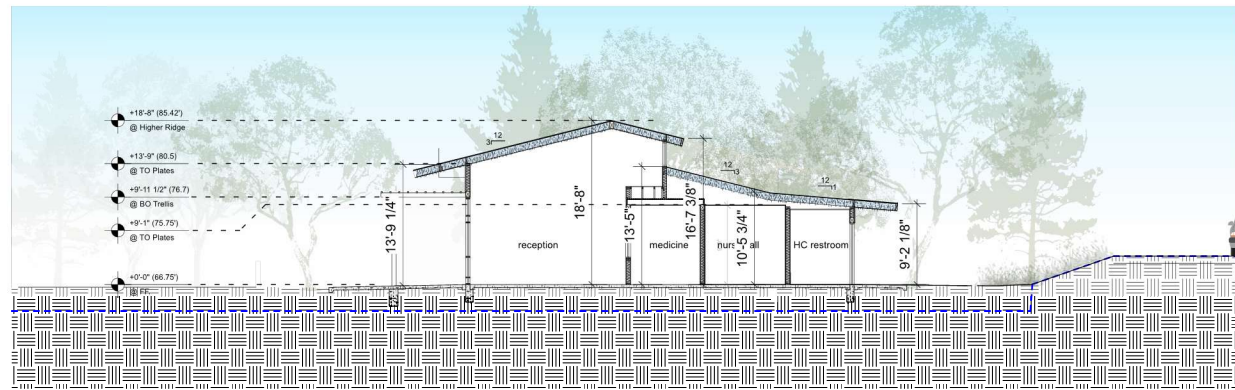 +18'-8" (85.42')
@ Higher Ridge
+13'-9" (80.5)
@ TO Plates
+9'-11 1/2" (76.7)
@ BO Trellis
+9'-1" (75.75')
@ TO Plates
+0'-0" (66.75')
@ FF.
12
3
12
3
12
1
13'-9 1/4"
18'-8"
13'-5"
16'-7 3/8"
10'-5 3/4"
9'-2 1/8"
reception
medicine
HC restroom